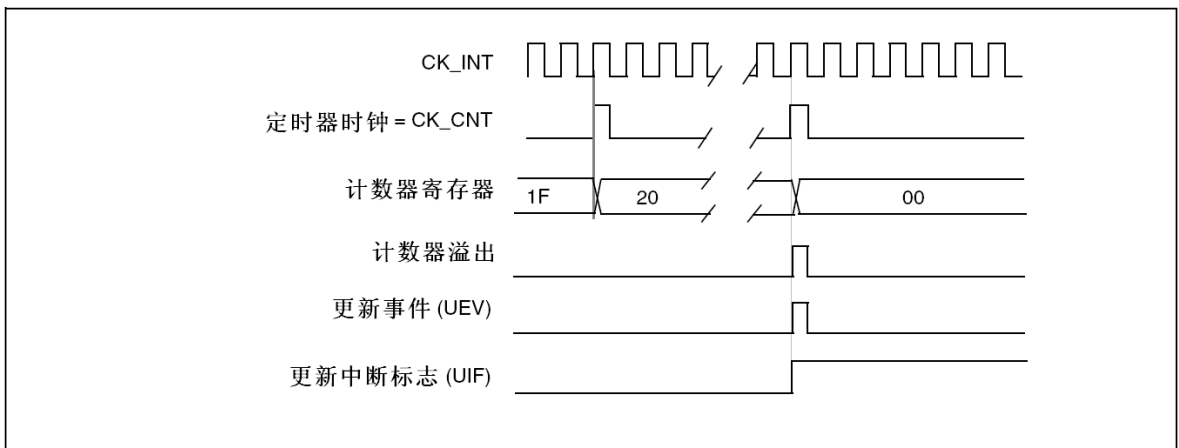 CK_INT
定时器时钟 = CK_CNT
计数器寄存器 1F 20 00
计数器溢出
更新事件 (UEV)
更新中断标志 (UIF)